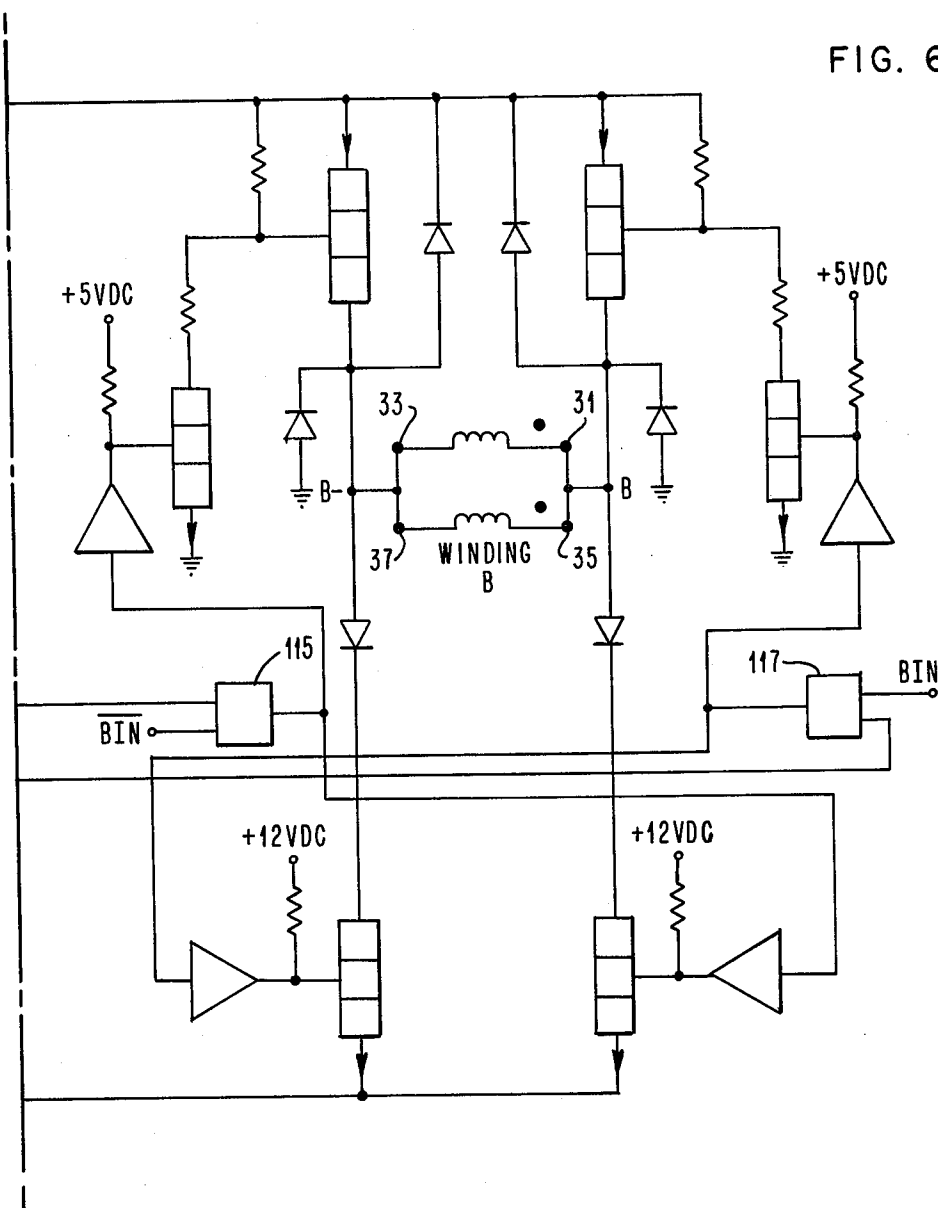 FIG. 6
+5VDC
+5VDC
33
31
B-
B
37
35
WINDING
B
115
117
BIN
BIN
+12VDC
+12VDC